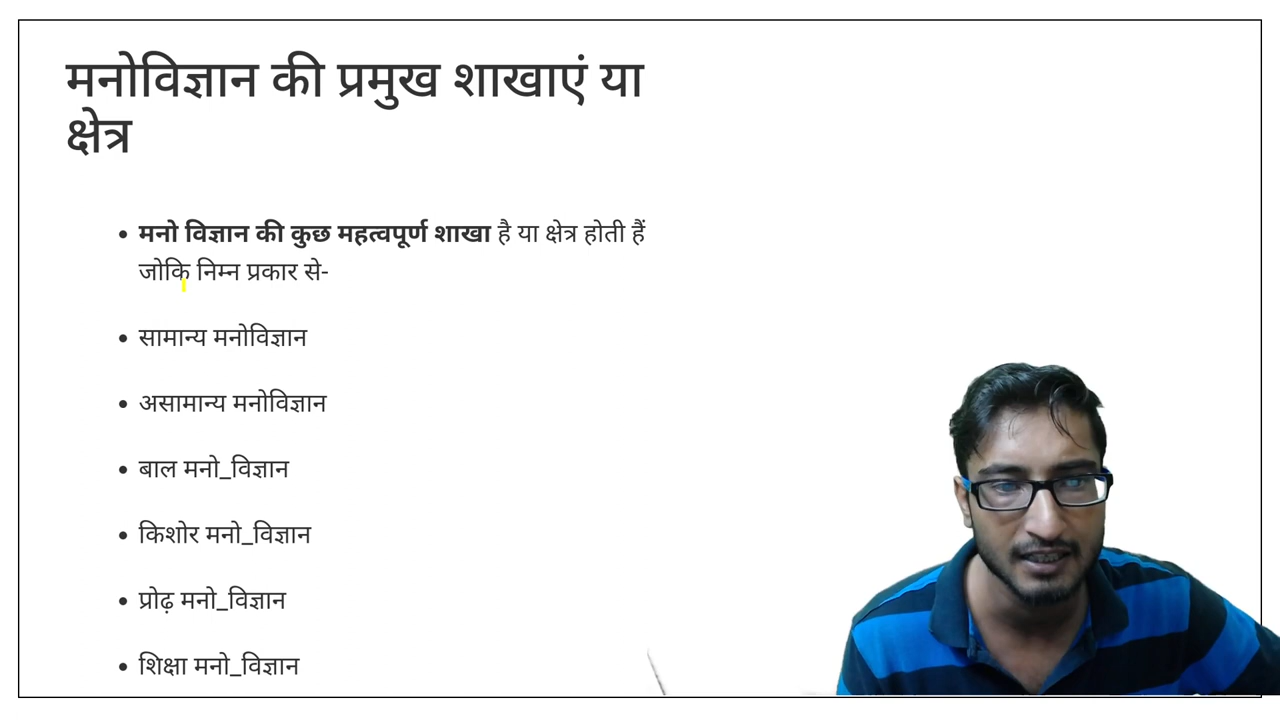 मनोविज्ञान की प्रमुख शाखाएं या
क्षेत्र
• मनो विज्ञान की कुछ महत्वपूर्ण शाखा है या क्षेत्र होती हैं
जोकि निम्न प्रकार से-
• सामान्य मनोविज्ञान
• असामान्य मनोविज्ञान
• बाल मनो_विज्ञान
• किशोर मनो_विज्ञान
• प्रोढ़ मनो_विज्ञान
• शिक्षा मनो_विज्ञान